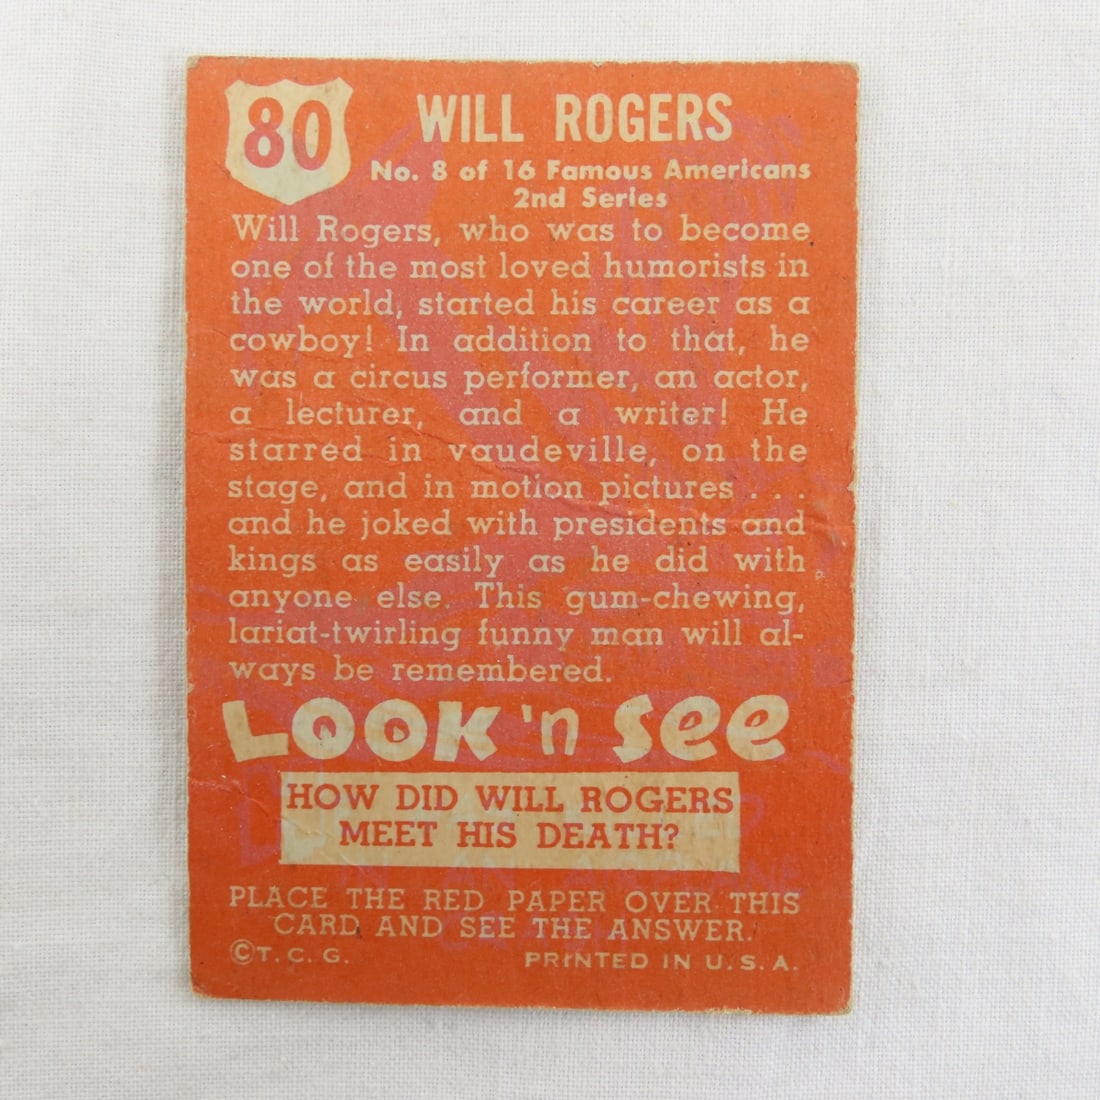 80
WILL ROGERS
No. 8 of 16 Famous Americans
2nd Series
Will Rogers, who was to become
one of the most loved humorists in
the world, started his career as a
cowboy! In addition to that, he
was a circus performer, an actor,
a lecturer, and a writer! He
starred in vaudeville, on the
stage, and in motion pictures . . .
and he joked with presidents and
kings as easily as he did with
anyone else. This gum-chewing,
lariat-twirling funny man will al-
ways be remembered.
LOOK 'n SEE
HOW DID WILL ROGERS
MEET HIS DEATH?
PLACE THE RED PAPER OVER THIS
CARD AND SEE THE ANSWER.
©T. C. G. PRINTED IN U. S. A.